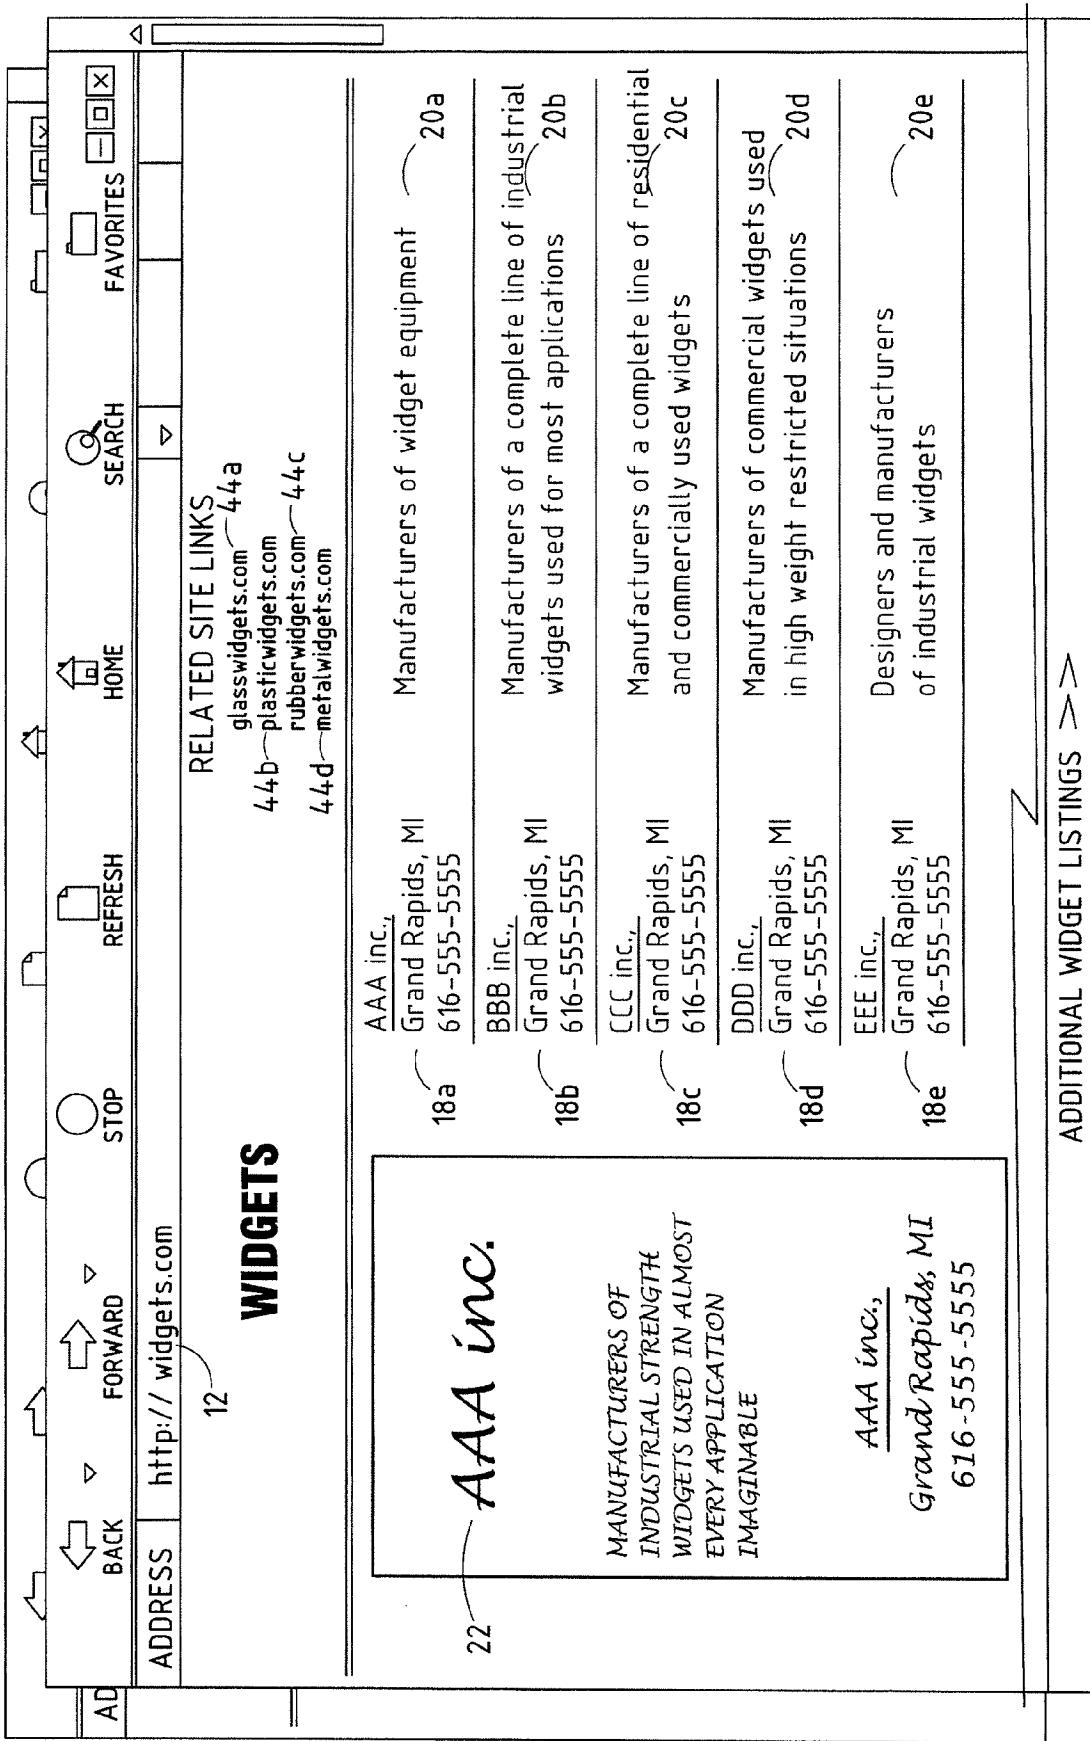 AD
BACK
FORWARD
STOP
REFRESH
HOME
SEARCH
FAVORITES
ADDRESS
http:// widgets.com
12
WIDGETS
RELATED SITE LINKS
glasswidgets.com 44a
44b plasticwidgets.com
rubberwidgets.com 44c
44d metalwidgets.com
22
AAA inc.
MANUFACTURERS OF
INDUSTRIAL STRENGTH
WIDGETS USED IN ALMOST
EVERY APPLICATION
IMAGINABLE
AAA inc.,
Grand Rapids, MI
616-555-5555
AAA inc.,
Grand Rapids, MI
616-555-5555
18a
Manufacturers of widget equipment
20a
BBB inc.,
Grand Rapids, MI
616-555-5555
18b
Manufacturers of a complete line of industrial
widgets used for most applications
20b
CCC inc.,
Grand Rapids, MI
616-555-5555
18c
Manufacturers of a complete line of residential
and commercially used widgets
20c
DDD inc.,
Grand Rapids, MI
616-555-5555
18d
Manufacturers of commercial widgets used
in high weight restricted situations
20d
EEE inc.,
Grand Rapids, MI
616-555-5555
18e
Designers and manufacturers
of industrial widgets
20e
ADDITIONAL WIDGET LISTINGS >>